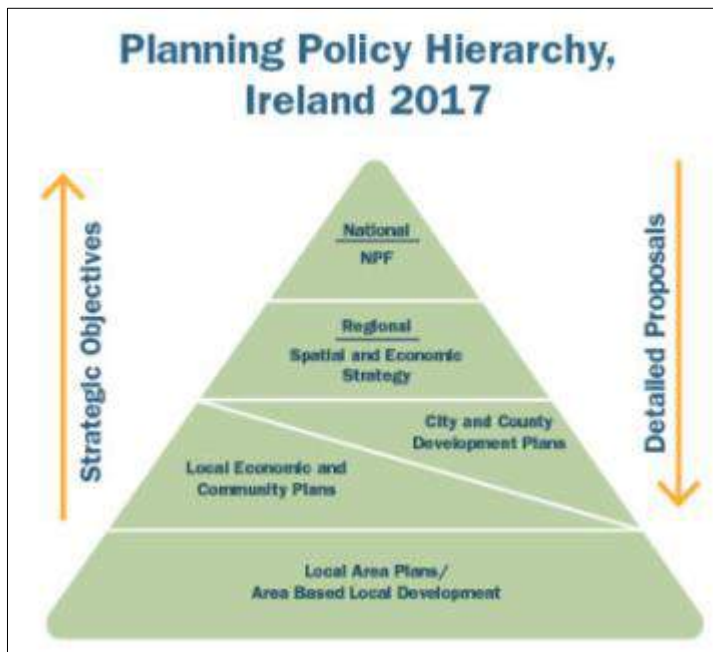 Planning Policy Hierarchy,
Ireland 2017
Strategic Objectives
National
NPF
Regional
Spatial and Economic
Strategy
City and County
Development Plans
Local Economic and
Community Plans
Local Area Plans/
Area Based Local Development
Detailed Proposals